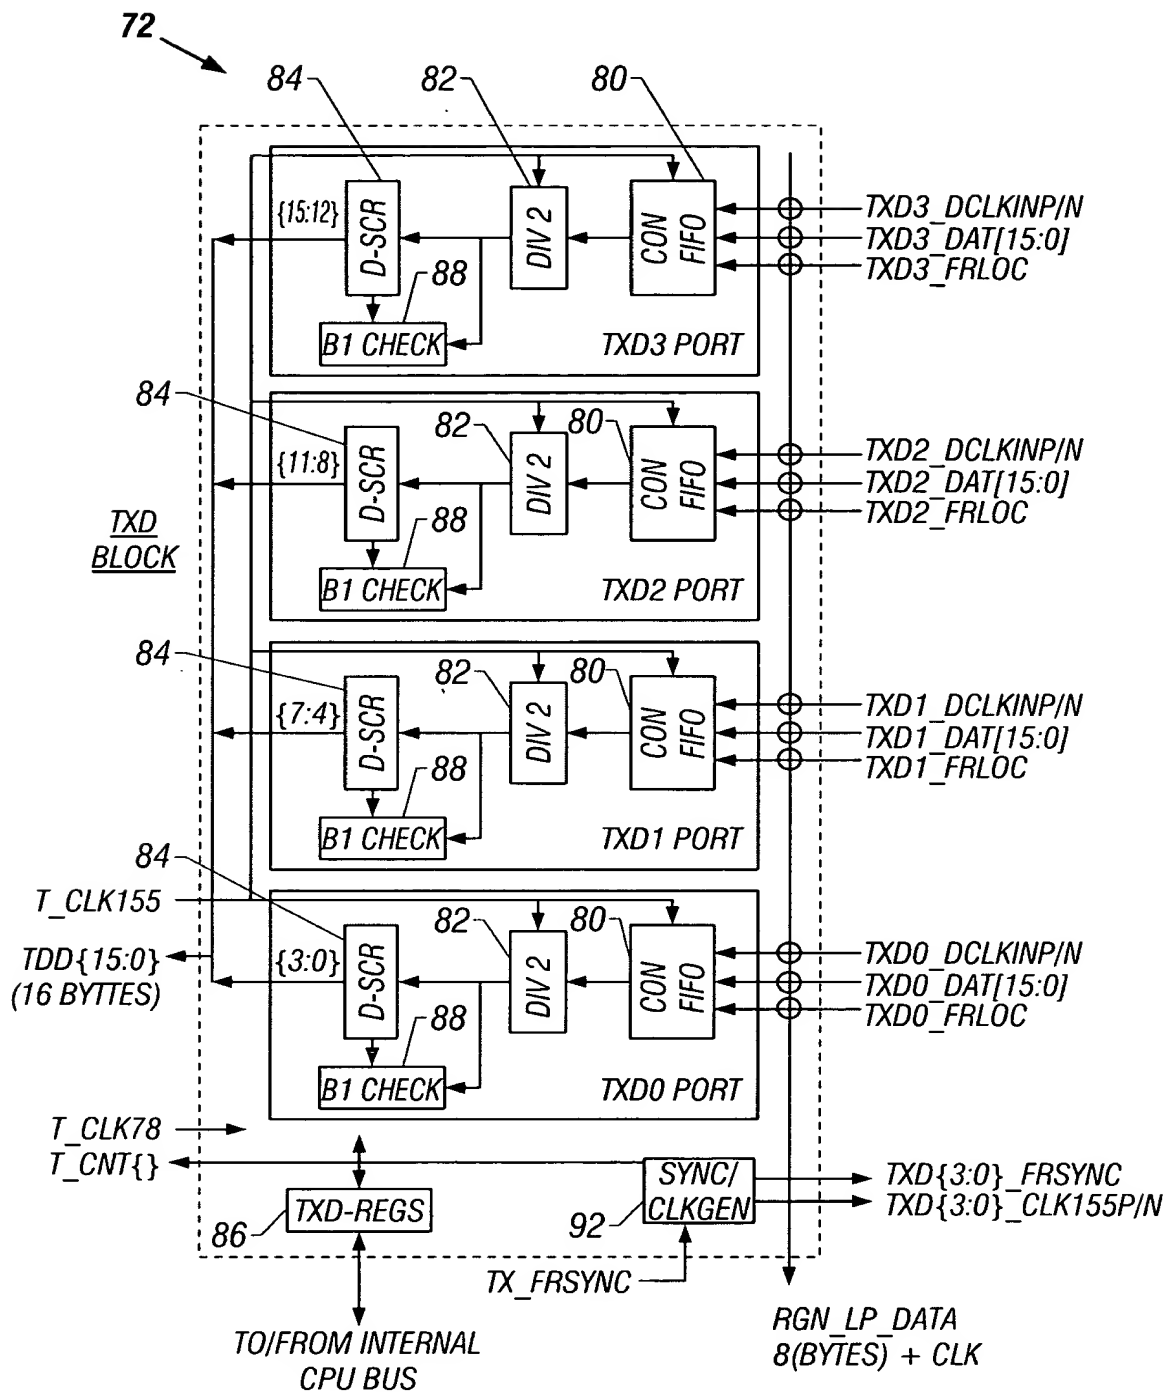 72
84
82
80
{15:12}
D-SCR
DIV 2
CON FIFO
TXD3_DCLKINP/N
TXD3_DAT[15:0]
TXD3_FRLOC
88
B1 CHECK
TXD3 PORT
84
82
80
{11:8}
D-SCR
DIV 2
CON FIFO
TXD2_DCLKINP/N
TXD2_DAT[15:0]
TXD2_FRLOC
88
B1 CHECK
TXD2 PORT
TXD
BLOCK
84
82
80
{7:4}
D-SCR
DIV 2
CON FIFO
TXD1_DCLKINP/N
TXD1_DAT[15:0]
TXD1_FRLOC
88
B1 CHECK
TXD1 PORT
84
T_CLK155
82
80
TDD{15:0}
(16 BYTTES)
{3:0}
D-SCR
DIV 2
CON FIFO
TXD0_DCLKINP/N
TXD0_DAT[15:0]
TXD0_FRLOC
88
B1 CHECK
TXD0 PORT
T_CLK78
T_CNT{}
TXD-REGS
86
SYNC/
CLKGEN
92
TXD{3:0}_FRSYNC
TXD{3:0}_CLK155P/N
TX_FRSYNC
TO/FROM INTERNAL
CPU BUS
RGN_LP_DATA
8(BYTES) + CLK